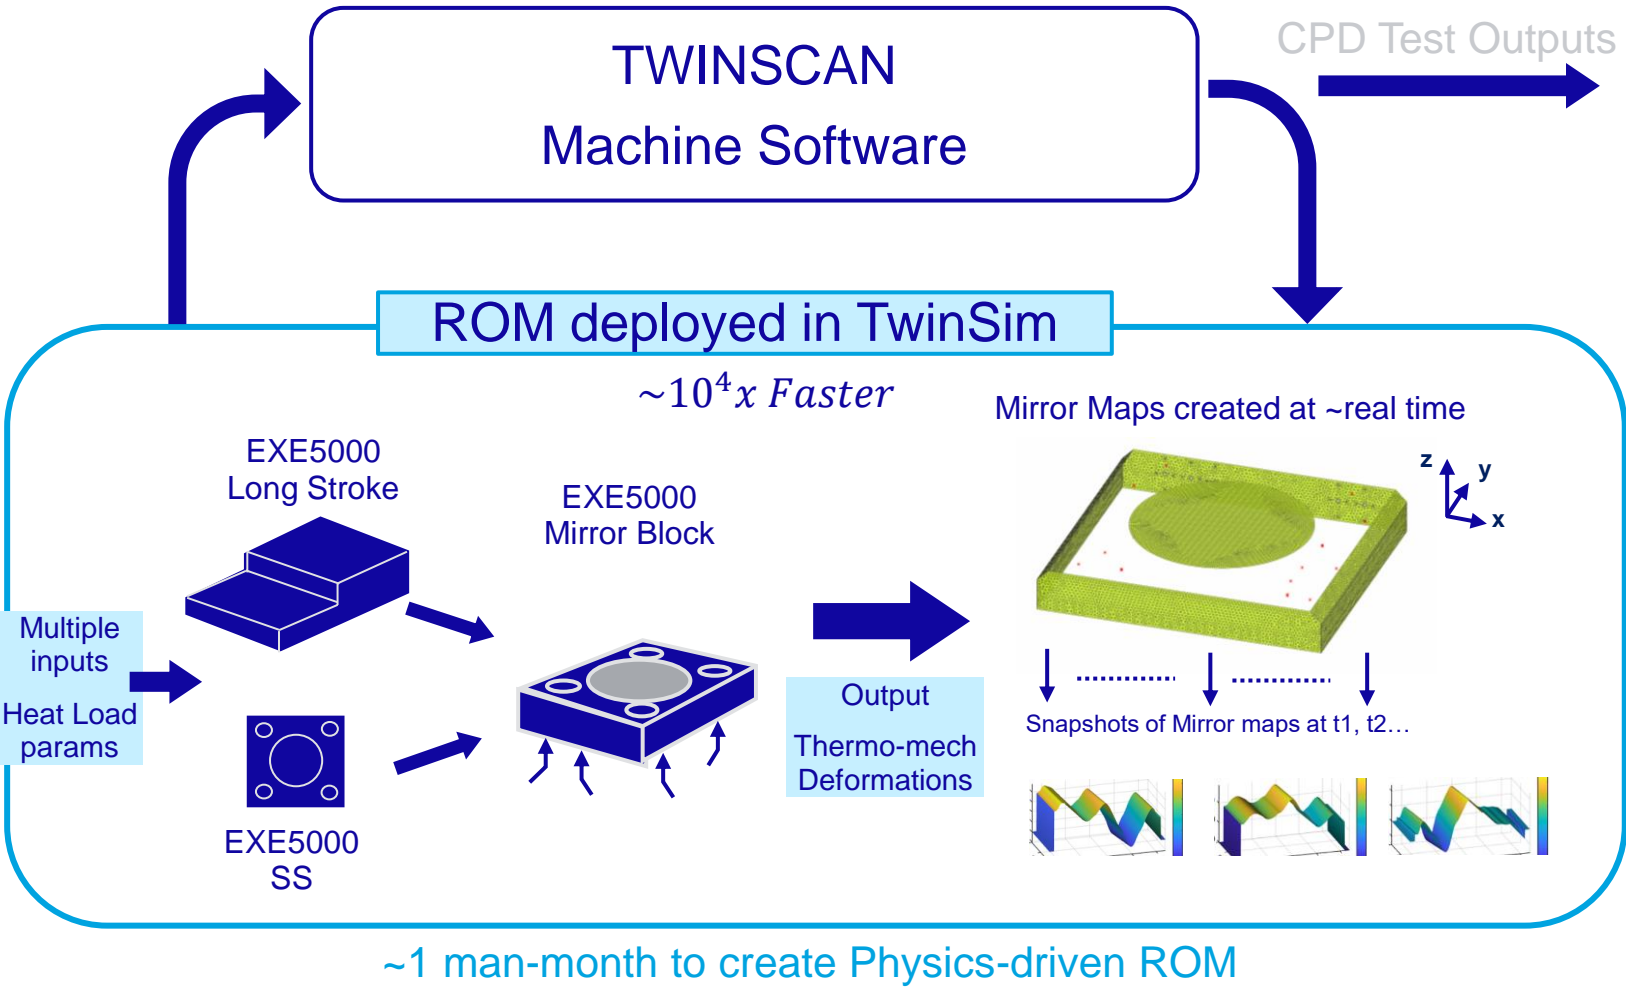 TWINSCAN
Machine Software
CPD Test Outputs
ROM deployed in TwinSim
~10⁴x Faster
Mirror Maps created at ~real time
EXE5000
Long Stroke
EXE5000
Mirror Block
z
y
x
Multiple
inputs
Heat Load
params
Output
Thermo-mech
Deformations
Snapshots of Mirror maps at t1, t2…
EXE5000
SS
~1 man-month to create Physics-driven ROM